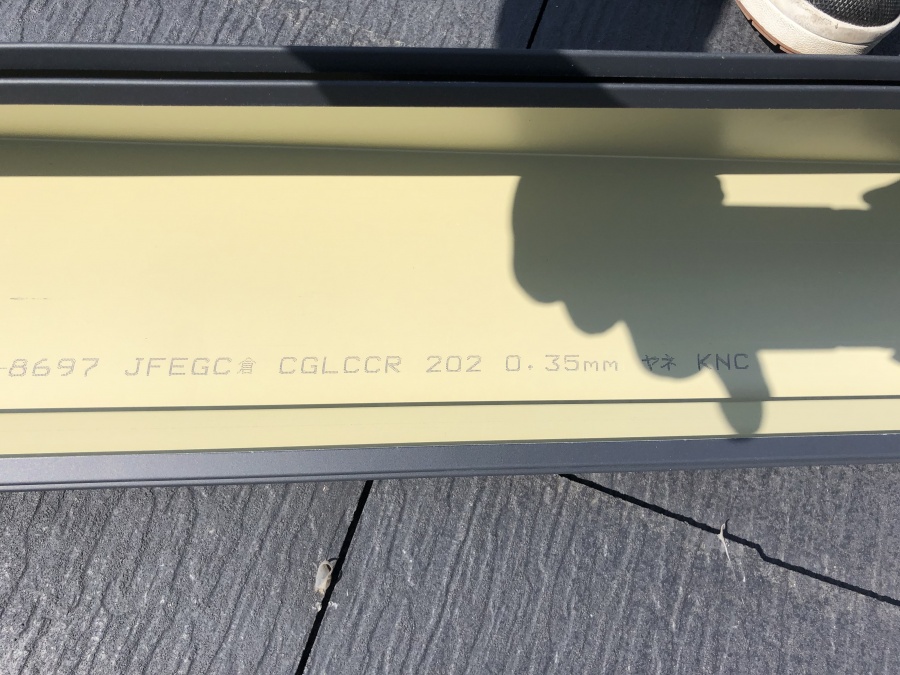 -8697 JFEGC倉 CGLCCR 202 0.35mm ヤネ KNC